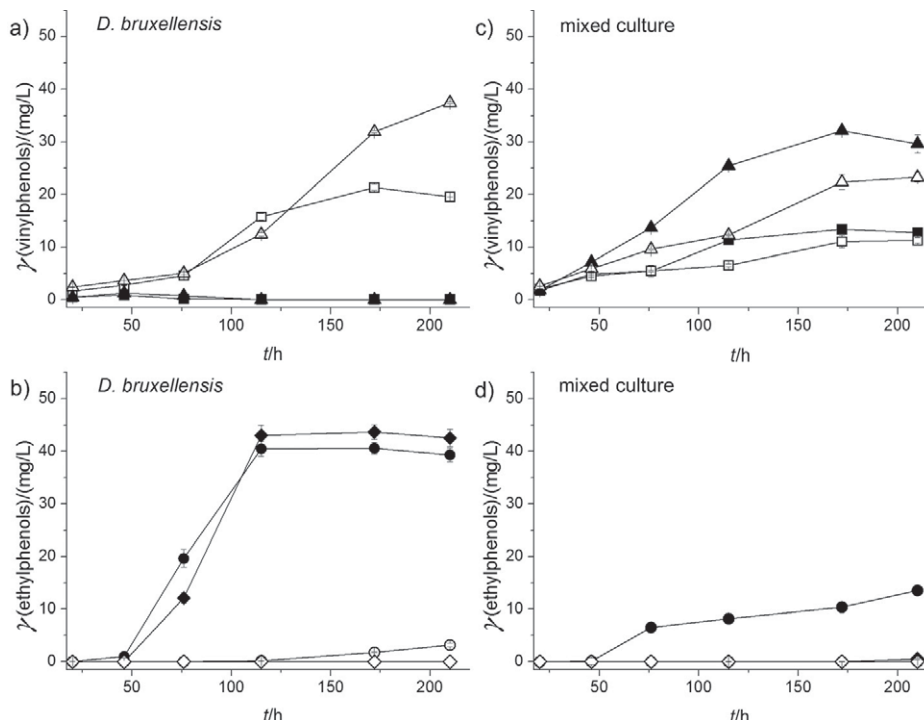 a)
D. bruxellensis
γ(vinylphenols)/(mg/L)
50
40
30
20
10
0
50
100
150
200
t/h
c)
mixed culture
γ(vinylphenols)/(mg/L)
50
40
30
20
10
0
50
100
150
200
t/h
b)
D. bruxellensis
γ(ethylphenols)/(mg/L)
50
40
30
20
10
0
50
100
150
200
t/h
d)
mixed culture
γ(ethylphenols)/(mg/L)
50
40
30
20
10
0
50
100
150
200
t/h